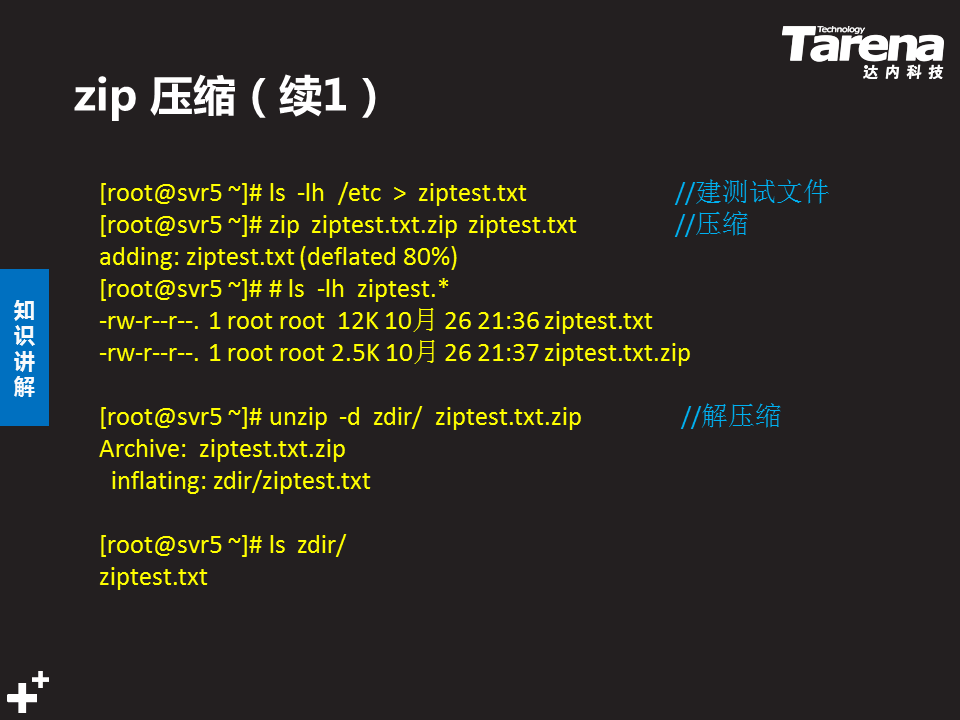 Technology
Tarena
达内科技
zip 压缩（续1）
[root@svr5 ~]# ls -lh /etc > ziptest.txt //建测试文件
[root@svr5 ~]# zip ziptest.txt.zip ziptest.txt //压缩
adding: ziptest.txt (deflated 80%)
[root@svr5 ~]# # ls -lh ziptest.*
-rw-r--r--. 1 root root 12K 10月 26 21:36 ziptest.txt
-rw-r--r--. 1 root root 2.5K 10月 26 21:37 ziptest.txt.zip
[root@svr5 ~]# unzip -d zdir/ ziptest.txt.zip //解压缩
Archive: ziptest.txt.zip
inflating: zdir/ziptest.txt
[root@svr5 ~]# ls zdir/
ziptest.txt
知识讲解